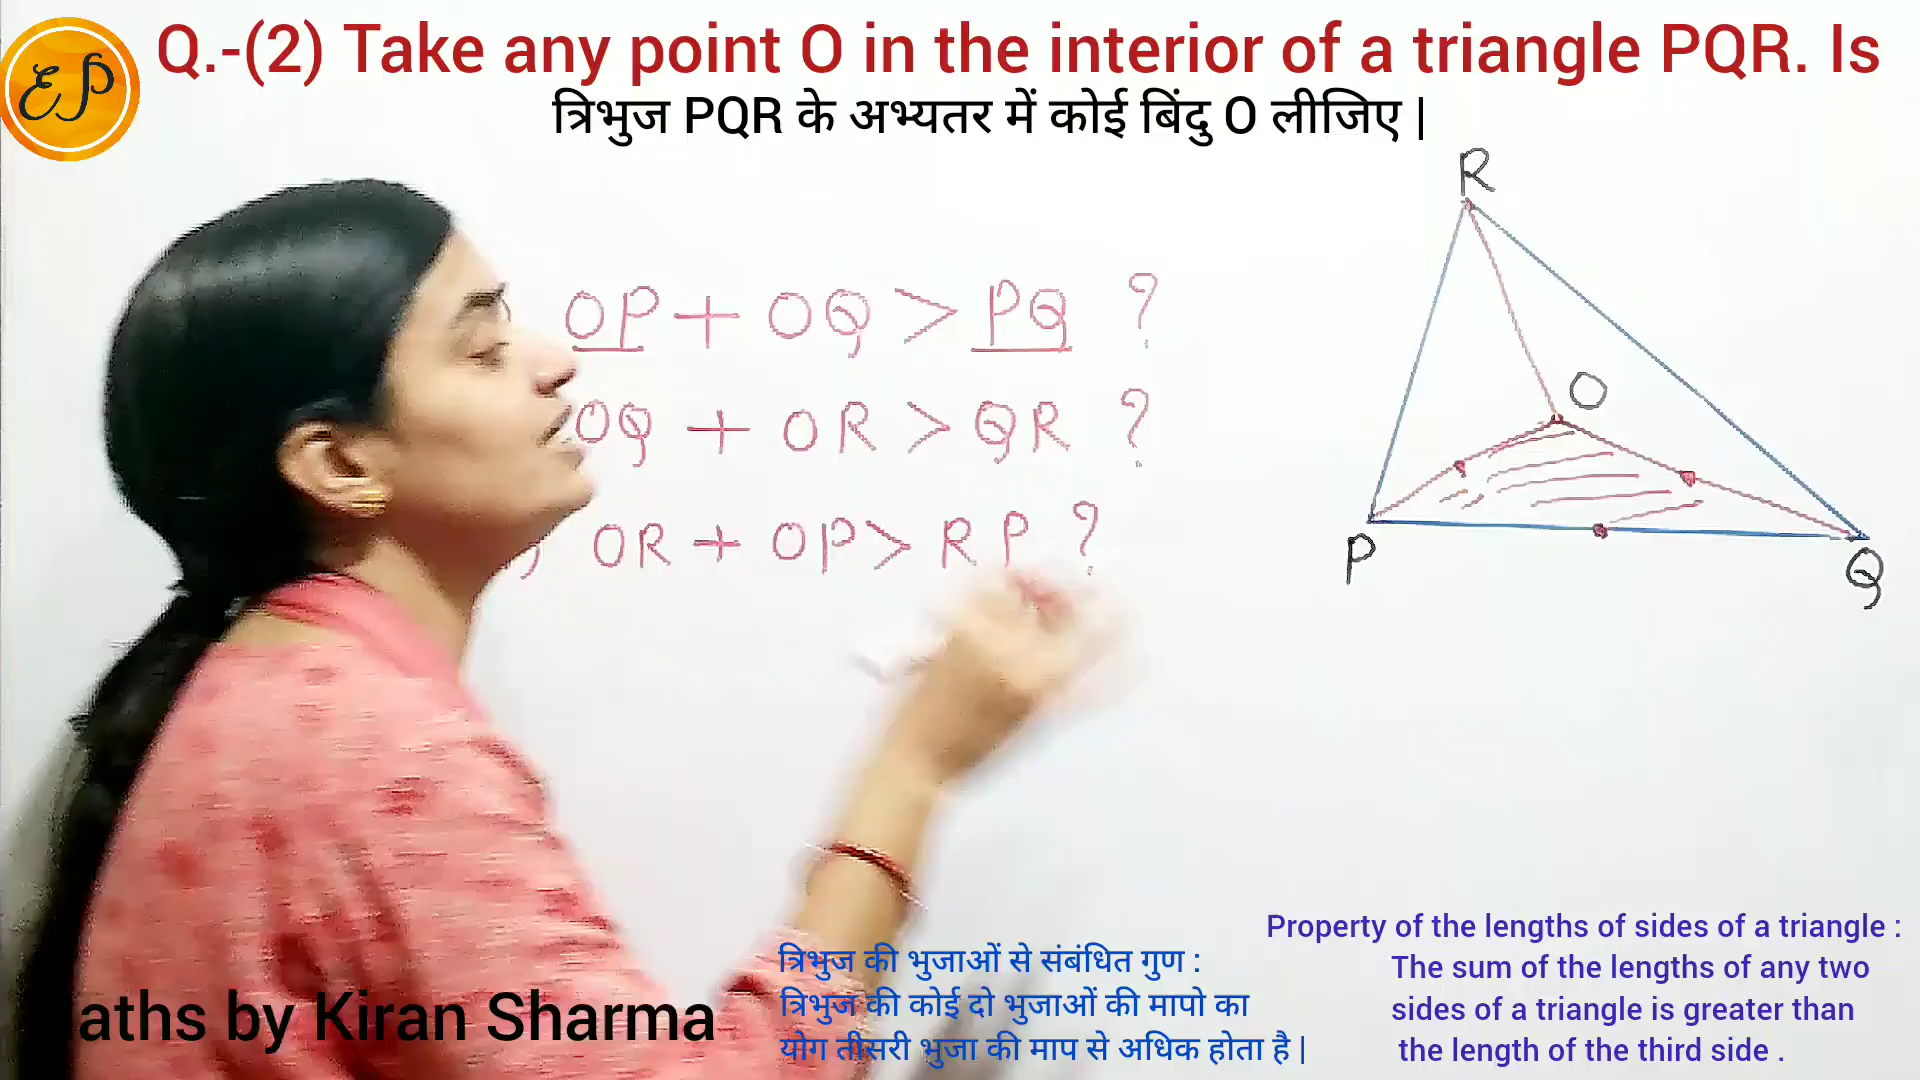 EP
Q.-(2) Take any point O in the interior of a triangle PQR. Is
त्रिभुज PQR के अभ्यतर में कोई बिंदु O लीजिए |
OP + OQ > PQ ?
OQ + OR > QR ?
OR + OP > RP ?
R
O
P
Q
Property of the lengths of sides of a triangle :
The sum of the lengths of any two
sides of a triangle is greater than
the length of the third side .
त्रिभुज की भुजाओं से संबंधित गुण :
त्रिभुज की कोई दो भुजाओं की मापो का
योग तीसरी भुजा की माप से अधिक होता है |
aths by Kiran Sharma